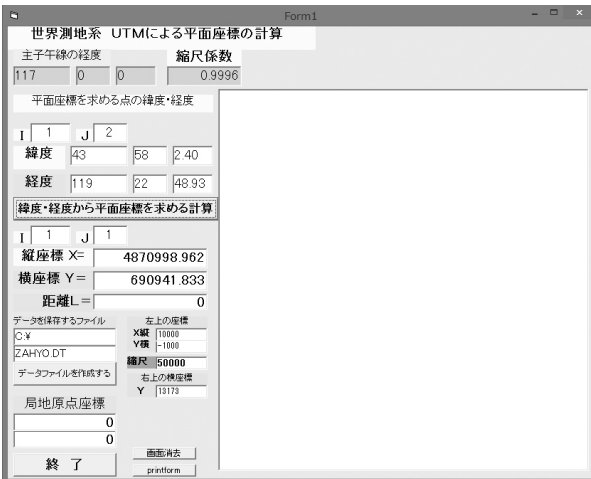 Form1
世界測地系 UTMによる平面座標の計算
主子午線の経度 縮尺係数
117 0 0 0.9996
平面座標を求める点の緯度・経度
I 1 J 2
緯度 43 58 2.40
経度 119 22 48.93
緯度・経度から平面座標を求める計算
I 1 J 1
縦座標 X= 4870998.962
横座標 Y= 690941.833
距離L= 0
データを保存するファイル
C:¥
ZAHYO.DT
データファイルを作成する
左上の座標
X縦 10000
Y横 -1000
縮尺 50000
右上の横座標
Y 13173
局地原点座標
0
0
画面消去
終 了
printform